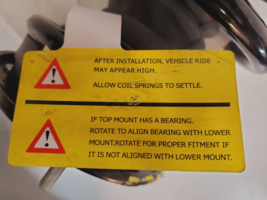 AFTER INSTALLATION, VEHICLE RIDE
MAY APPEAR HIGH.
ALLOW COIL SPRINGS TO SETTLE.
IF TOP MOUNT HAS A BEARING.
ROTATE TO ALIGN BEARING WITH LOWER
MOUNT.ROTATE FOR PROPER FITMENT IF
IT IS NOT ALIGNED WITH LOWER MOUNT.